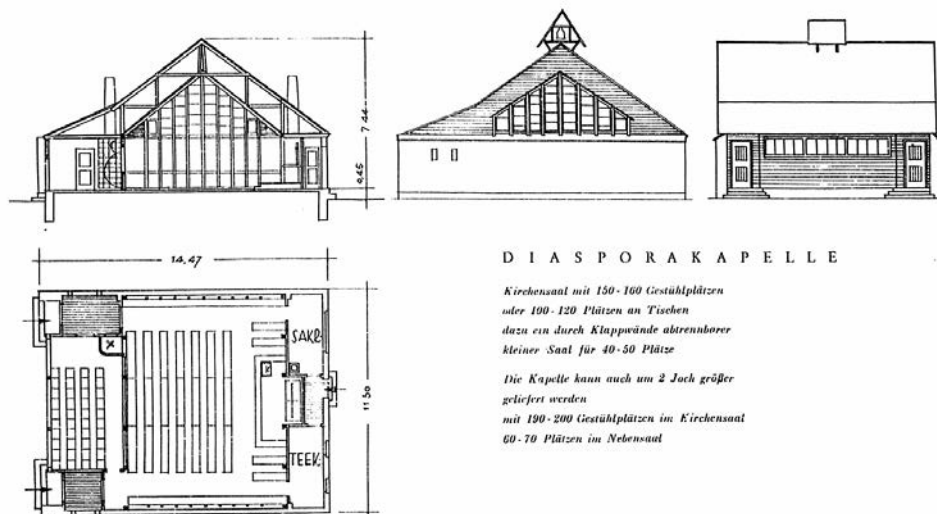 7.44
0.45
14.47
SAKR.
TEEK.
11.50
DIASPORAKAPELLE
Kirchensaal mit 150-160 Gestühlplätzen
oder 100-120 Plätzen an Tischen
dazu ein durch Klappwände abtrennbarer
kleiner Saal für 40-50 Plätze
Die Kapelle kann auch um 2 Joch größer
geliefert werden
mit 190-200 Gestühlplätzen im Kirchensaal
60-70 Plätzen im Nebensaal